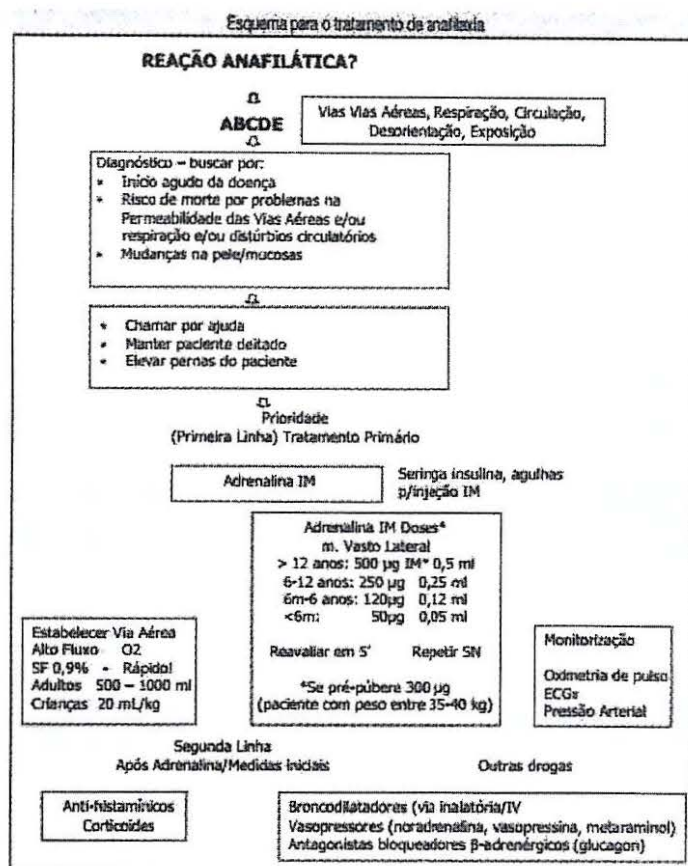 Esquema para o tratamento de anafilaxia
REAÇÃO ANAFILÁTICA?
ABCDE
Vias Vias Aéreas, Respiração, Circulação,
Desorientação, Exposição
Diagnóstico – buscar por:
* Início agudo da doença
* Risco de morte por problemas na
Permeabilidade das Vias Aéreas e/ou
respiração e/ou distúrbios circulatórios
* Mudanças na pele/mucosas
* Chamar por ajuda
* Manter paciente deitado
* Elevar pernas do paciente
Prioridade
(Primeira Linha) Tratamento Primário
Adrenalina IM
Seringa insulina, agulhas
p/injeção IM
Adrenalina IM Doses*
m. Vasto Lateral
> 12 anos: 500 µg IM* 0,5 ml
6-12 anos: 250 µg 0,25 ml
6m-6 anos: 120µg 0,12 ml
<6m: 50µg 0,05 ml
Reavaliar em 5' Repetir SN
*Se pré-púbere 300 µg
(paciente com peso entre 35-40 kg)
Estabelecer Via Aérea
Alto Fluxo O2
SF 0,9% - Rápido!
Adultos 500 – 1000 ml
Crianças 20 mL/kg
Monitorização
Oximetria de pulso
ECGs
Pressão Arterial
Segunda Linha
Após Adrenalina/Medidas iniciais
Outras drogas
Anti-histamínicos
Corticoides
Broncodilatadores (via inalatória/IV
Vasopressores (noradrenalina, vasopressina, metaraminol)
Antagonistas bloqueadores β-adrenérgicos (glucagon)